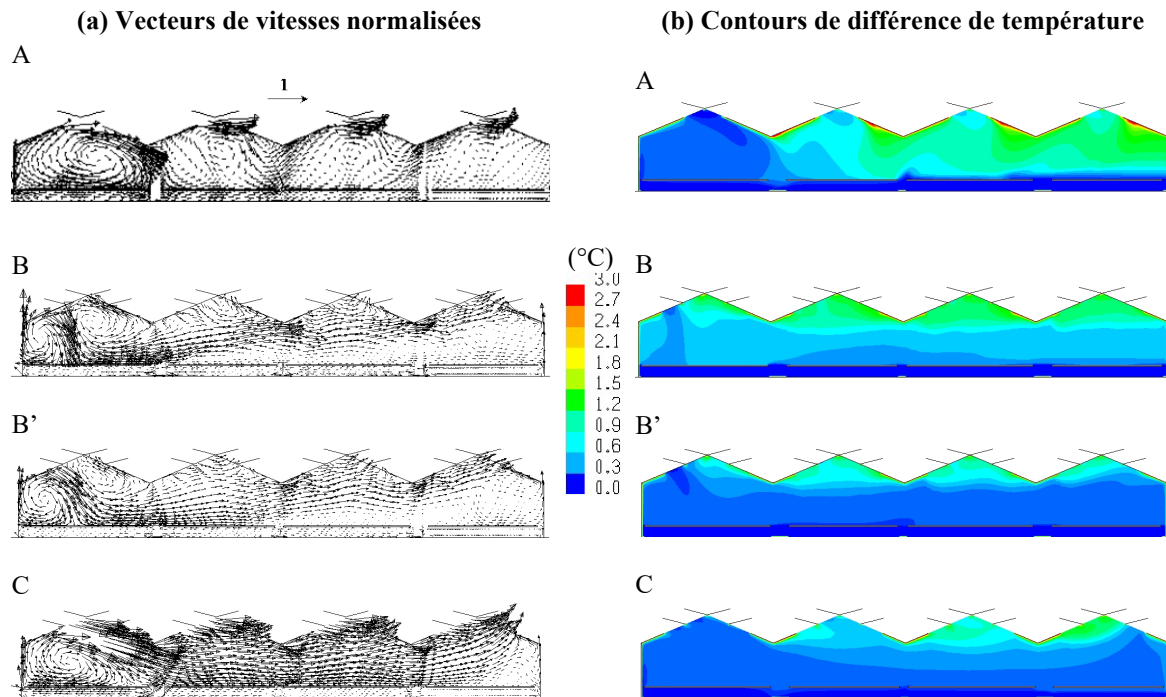 (a) Vecteurs de vitesses normalisées
(b) Contours de différence de température
A
1
A
B
(°C)
B
3.0
2.7
2.4
2.1
1.8
1.5
1.2
0.9
0.6
0.3
0.0
B’
B’
C
C